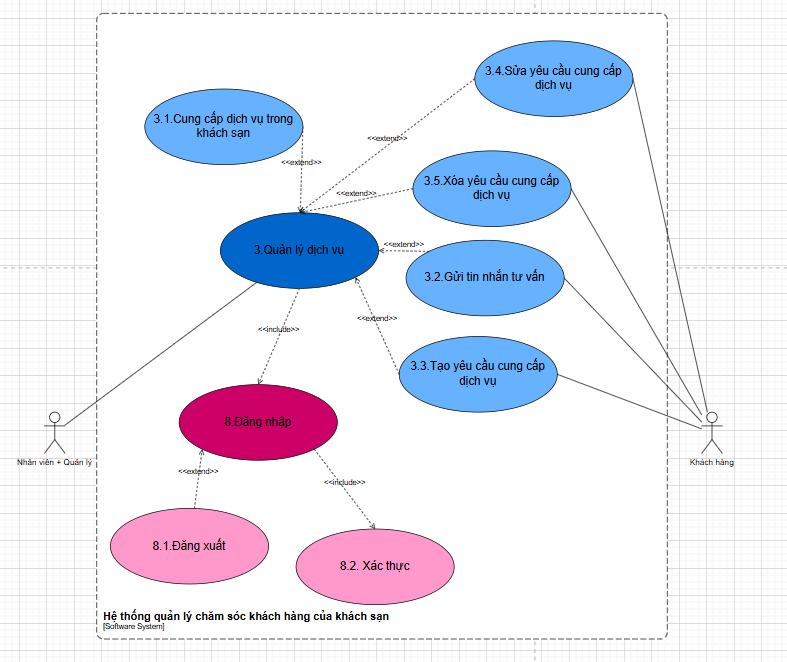 3.4.Sửa yêu cầu cung cấp
dịch vụ
3.1.Cung cấp dịch vụ trong
khách sạn
<<extend>>
<<extend>>
3.5.Xóa yêu cầu cung cấp
dịch vụ
<<extend>>
3.Quản lý dịch vụ
<<extend>>
3.2.Gửi tin nhắn tư vấn
<<extend>>
<<include>>
3.3.Tạo yêu cầu cung cấp
dịch vụ
8.Đăng nhập
Nhân viên + Quản lý
Khách hàng
<<extend>>
<<include>>
8.1.Đăng xuất
8.2. Xác thực
Hệ thống quản lý chăm sóc khách hàng của khách sạn
[Software System]